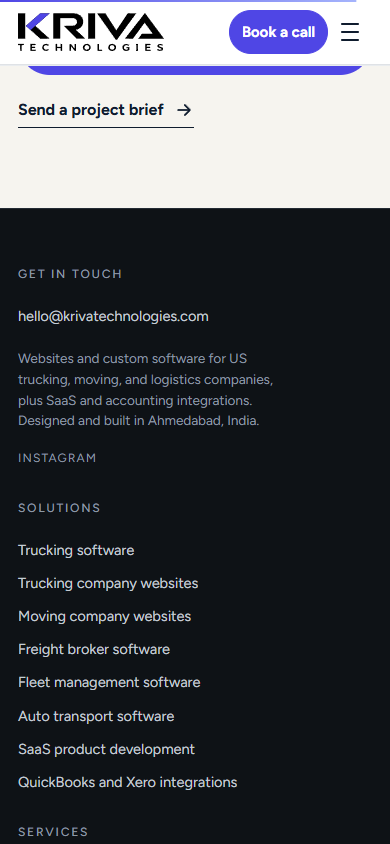 KRIVA
TECHNOLOGIES
Book a call
Send a project brief
GET IN TOUCH
hello@krivatechnologies.com
Websites and custom software for US
trucking, moving, and logistics companies,
plus SaaS and accounting integrations.
Designed and built in Ahmedabad, India.
INSTAGRAM
SOLUTIONS
Trucking software
Trucking company websites
Moving company websites
Freight broker software
Fleet management software
Auto transport software
SaaS product development
QuickBooks and Xero integrations
SERVICES